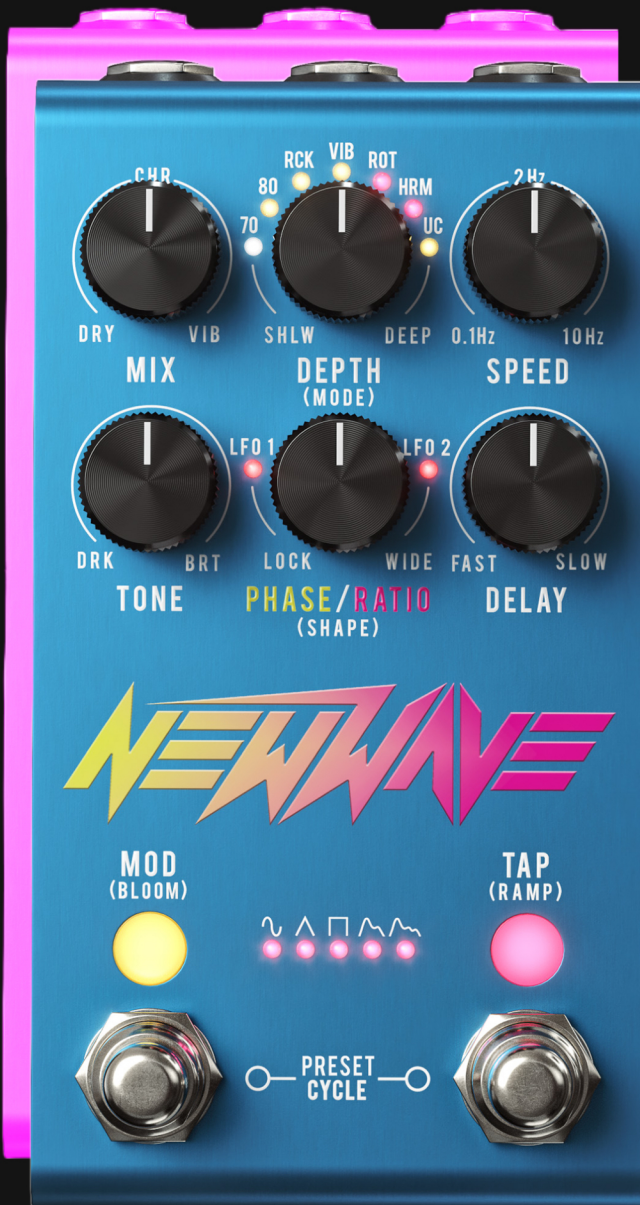 CHR
70
80
RCK
VIB
ROT
HRM
UC
2Hz
DRY
VIB
SHLW
DEEP
0.1Hz
10Hz
MIX
DEPTH
(MODE)
SPEED
LFO 1
LFO 2
DRK
BRT
LOCK
WIDE
FAST
SLOW
TONE
PHASE/RATIO
(SHAPE)
DELAY
NEWWAVE
MOD
(BLOOM)
TAP
(RAMP)
PRESET
CYCLE